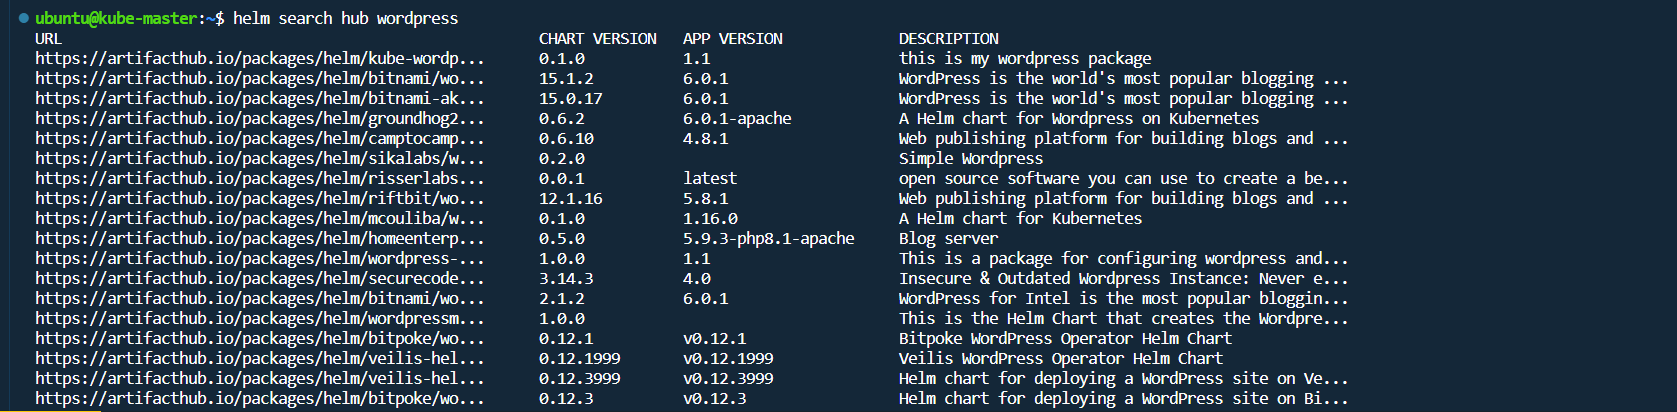 ubuntu@kube-master:~$ helm search hub wordpress
URL CHART VERSION APP VERSION DESCRIPTION
https://artifacthub.io/packages/helm/kube-wordp... 0.1.0 1.1 this is my wordpress package
https://artifacthub.io/packages/helm/bitnami/wo... 15.1.2 6.0.1 WordPress is the world's most popular blogging ...
https://artifacthub.io/packages/helm/bitnami-ak... 15.0.17 6.0.1 WordPress is the world's most popular blogging ...
https://artifacthub.io/packages/helm/groundhog2... 0.6.2 6.0.1-apache A Helm chart for Wordpress on Kubernetes
https://artifacthub.io/packages/helm/camptocamp... 0.6.10 4.8.1 Web publishing platform for building blogs and ...
https://artifacthub.io/packages/helm/sikalabs/w... 0.2.0 Simple Wordpress
https://artifacthub.io/packages/helm/risserlabs... 0.0.1 latest open source software you can use to create a be...
https://artifacthub.io/packages/helm/riftbit/wo... 12.1.16 5.8.1 Web publishing platform for building blogs and ...
https://artifacthub.io/packages/helm/mcouliba/w... 0.1.0 1.16.0 A Helm chart for Kubernetes
https://artifacthub.io/packages/helm/homeenterp... 0.5.0 5.9.3-php8.1-apache Blog server
https://artifacthub.io/packages/helm/wordpress-... 1.0.0 1.1 This is a package for configuring wordpress and...
https://artifacthub.io/packages/helm/securecode... 3.14.3 4.0 Insecure & Outdated Wordpress Instance: Never e...
https://artifacthub.io/packages/helm/bitnami/wo... 2.1.2 6.0.1 WordPress for Intel is the most popular bloggin...
https://artifacthub.io/packages/helm/wordpressm... 1.0.0 This is the Helm Chart that creates the Wordpre...
https://artifacthub.io/packages/helm/bitpoke/wo... 0.12.1 v0.12.1 Bitpoke WordPress Operator Helm Chart
https://artifacthub.io/packages/helm/veilis-hel... 0.12.1999 v0.12.1999 Veilis WordPress Operator Helm Chart
https://artifacthub.io/packages/helm/veilis-hel... 0.12.3999 v0.12.3999 Helm chart for deploying a WordPress site on Ve...
https://artifacthub.io/packages/helm/bitpoke/wo... 0.12.3 v0.12.3 Helm chart for deploying a WordPress site on Bi...